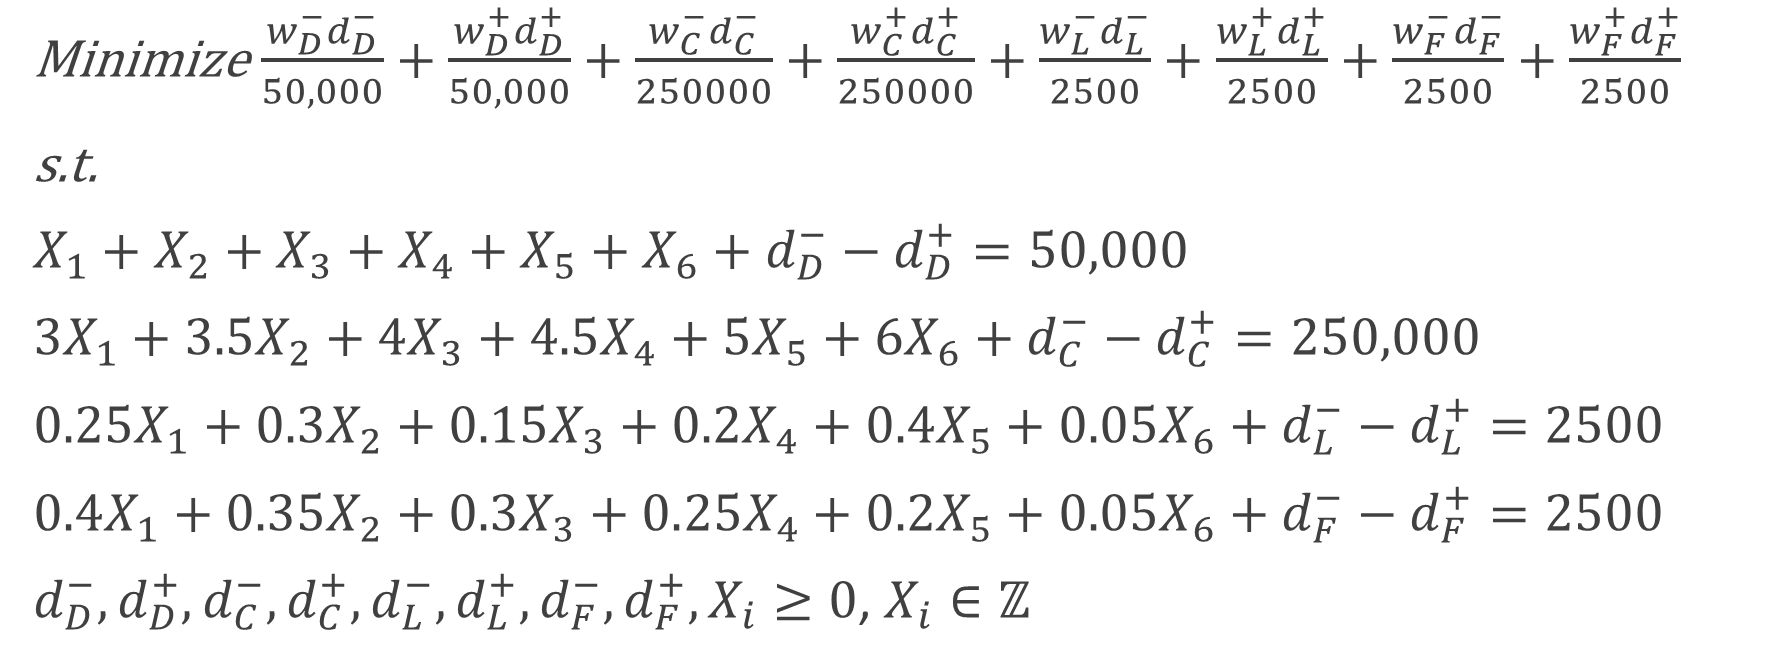 Minimize w_D^- d_D^-/50,000 + w_D^+ d_D^+/50,000 + w_C^- d_C^-/250000 + w_C^+ d_C^+/250000 + w_L^- d_L^-/2500 + w_L^+ d_L^+/2500 + w_F^- d_F^-/2500 + w_F^+ d_F^+/2500
s.t.
X_1 + X_2 + X_3 + X_4 + X_5 + X_6 + d_D^- − d_D^+ = 50,000
3X_1 + 3.5X_2 + 4X_3 + 4.5X_4 + 5X_5 + 6X_6 + d_C^- − d_C^+ = 250,000
0.25X_1 + 0.3X_2 + 0.15X_3 + 0.2X_4 + 0.4X_5 + 0.05X_6 + d_L^- − d_L^+ = 2500
0.4X_1 + 0.35X_2 + 0.3X_3 + 0.25X_4 + 0.2X_5 + 0.05X_6 + d_F^- − d_F^+ = 2500
d_D^-, d_D^+, d_C^-, d_C^+, d_L^-, d_L^+, d_F^-, d_F^+, X_i ≥ 0, X_i ∈ ℤ